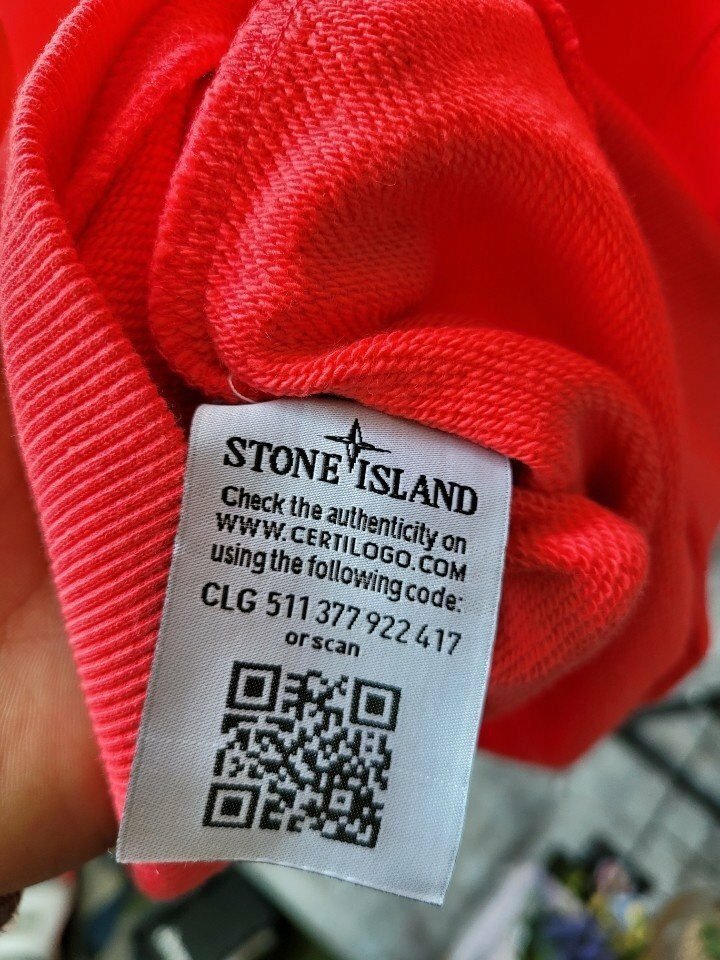 STONE ISLAND
Check the authenticity on
WWW.CERTILOGO.COM
using the following code:
CLG 511 377 922 417
or scan